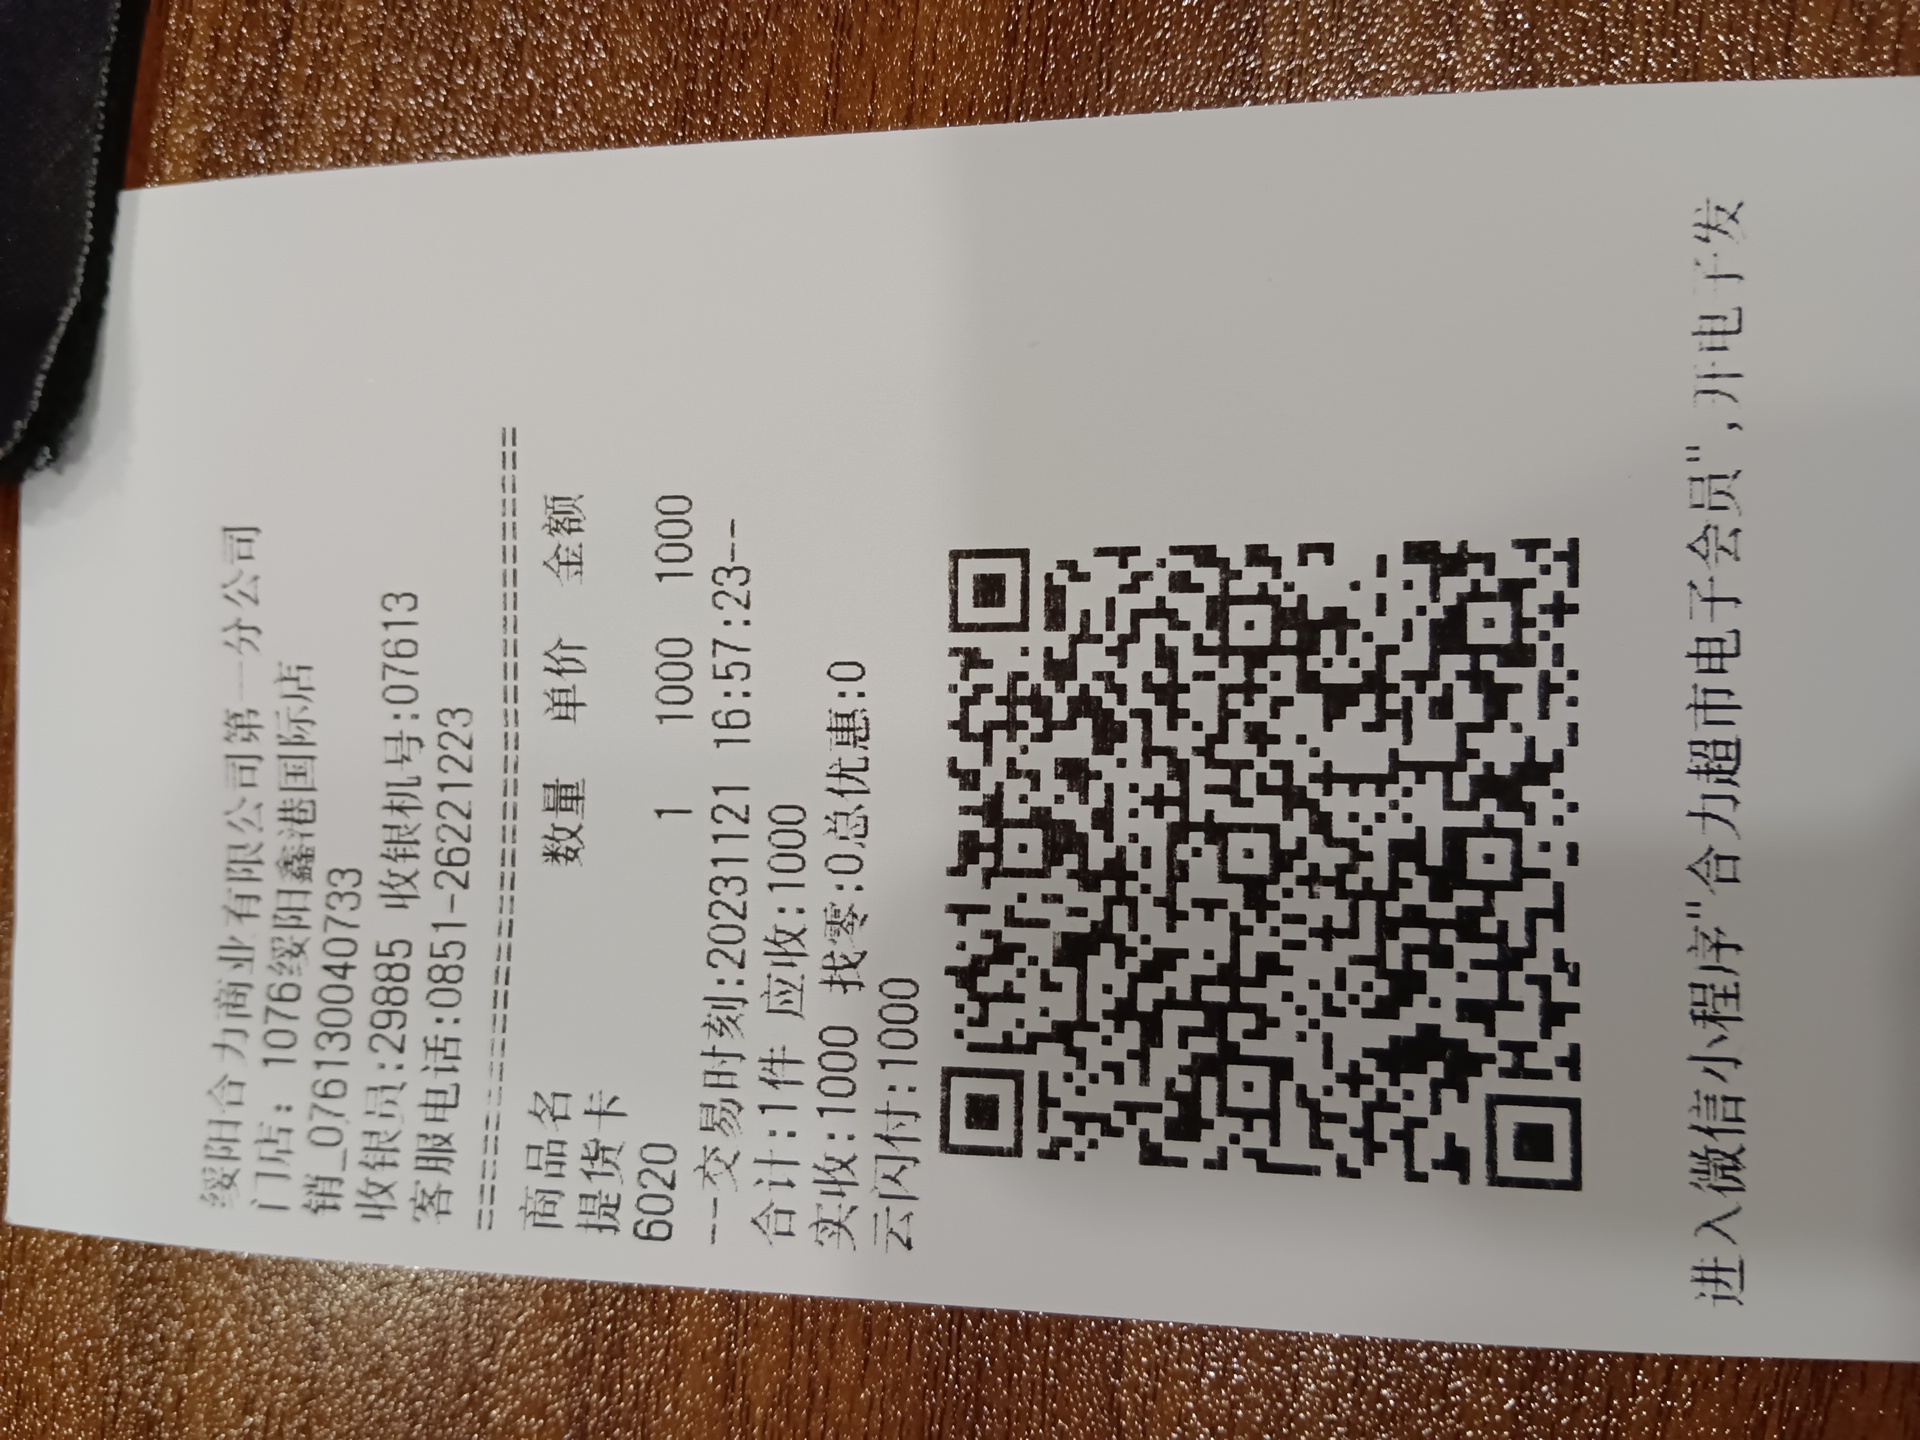 绥阳合力商业有限公司第一分公司
门店: 1076绥阳鑫港国际店
销_0761300040733
收银员:29885 收银机号:07613
客服电话:0851-26221223
================================
商品名 数量 单价 金额
提货卡
6020 1 1000 1000
--交易时刻:20231121 16:57:23--
合计:1件 应收:1000
实收:1000 找零:0总优惠:0
云闪付:1000
进入微信小程序"合力超市电子会员",开电子发